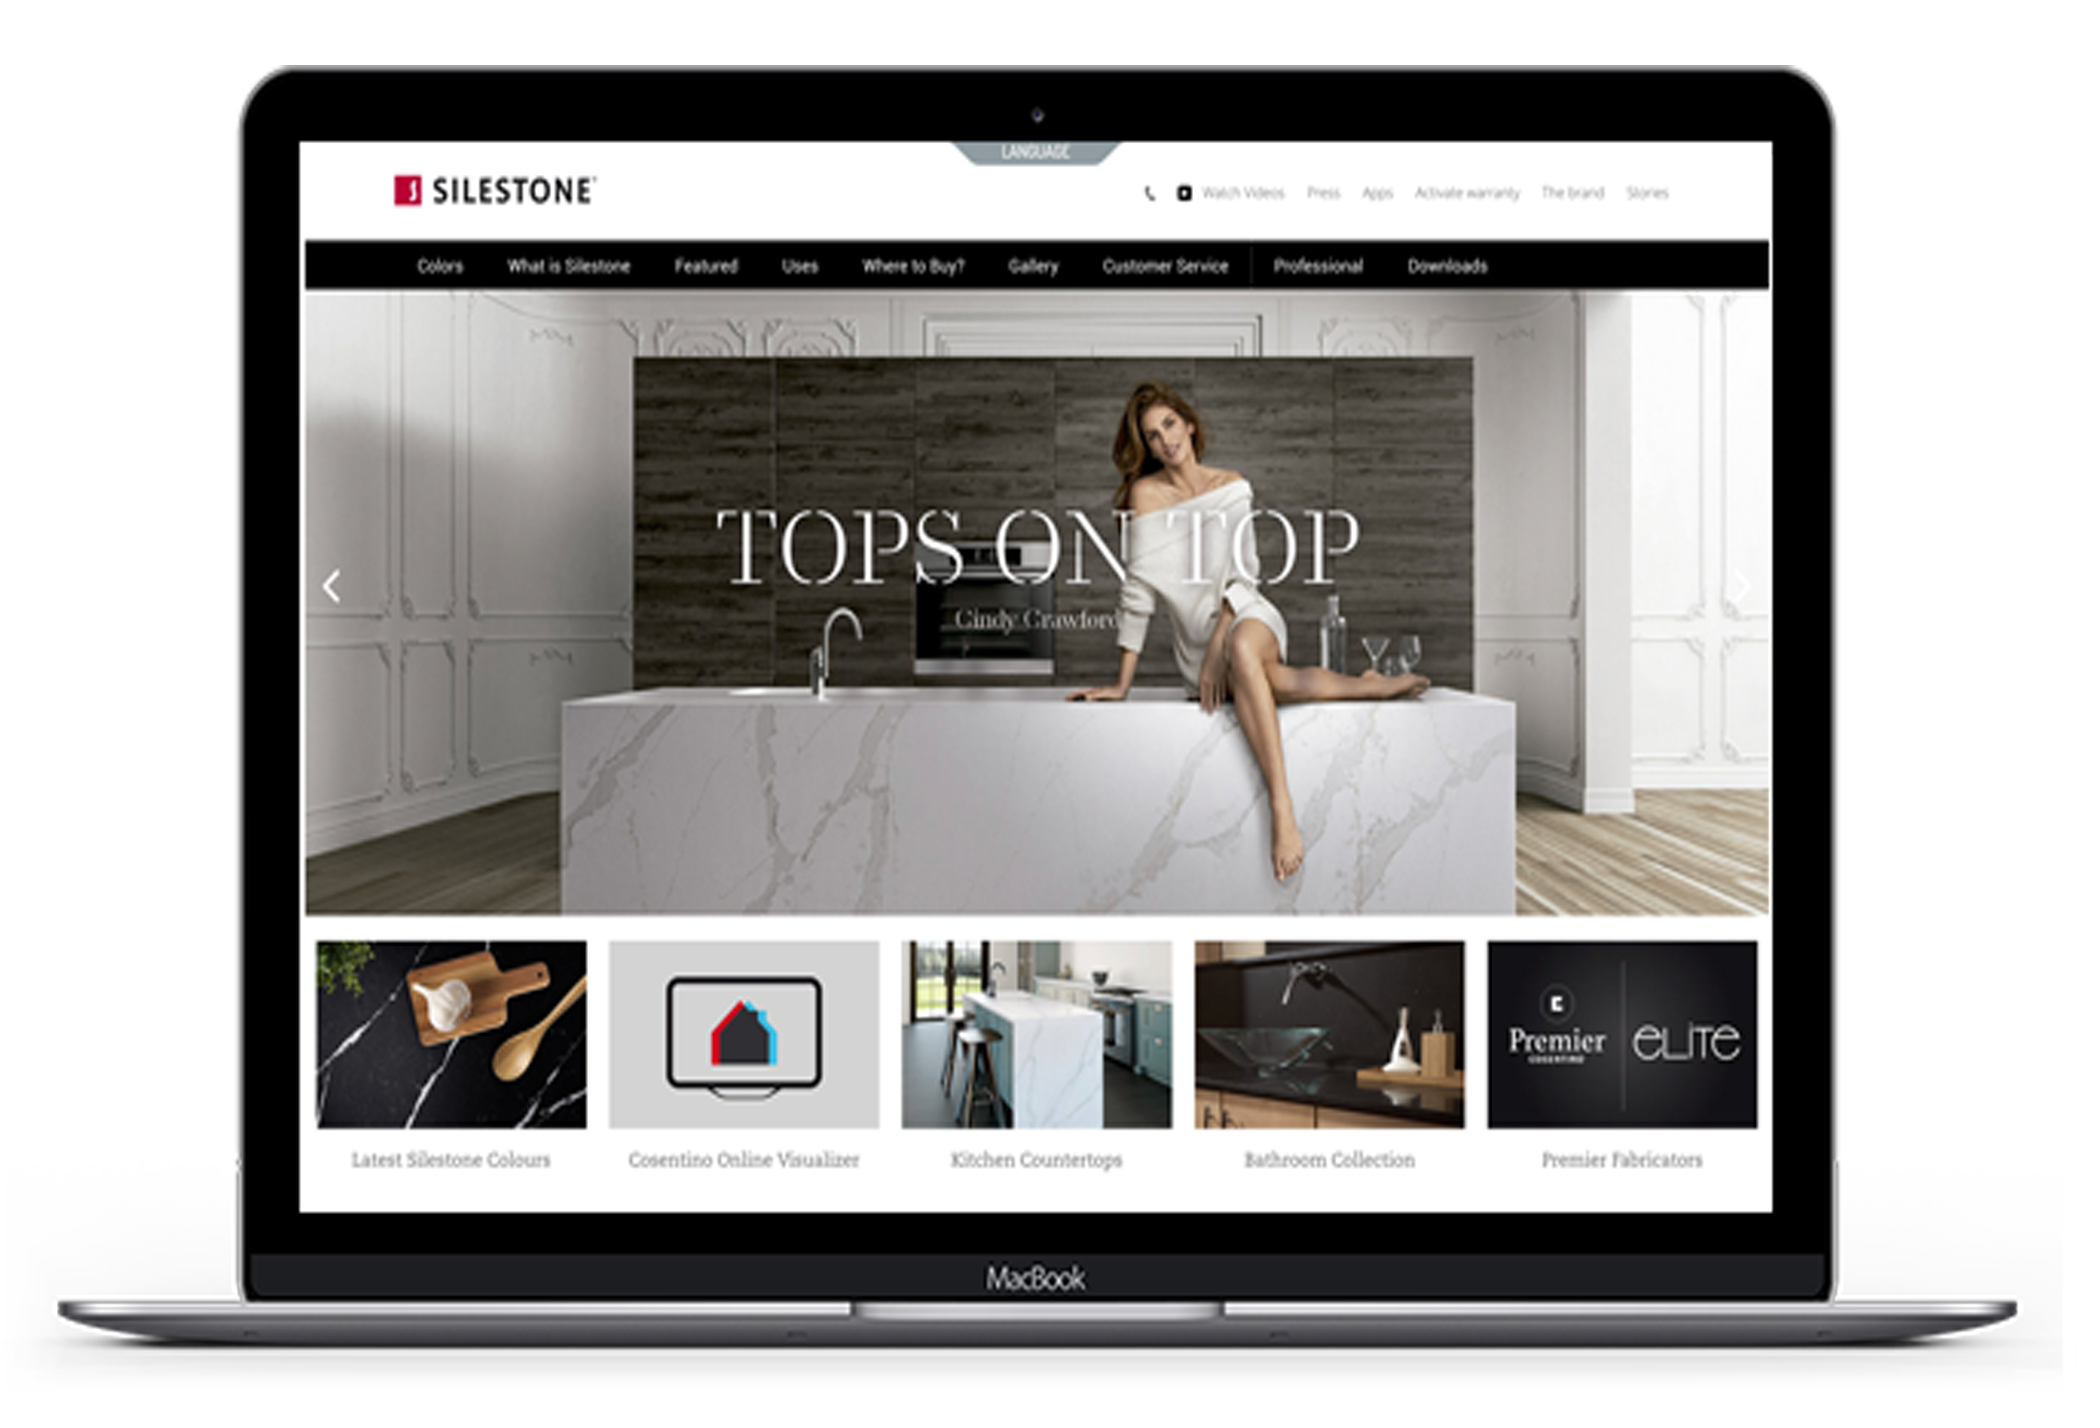 LANGUAGE
SILESTONE
Watch Videos Press Apps Activate warranty The brand Stories
Colors What is Silestone Featured Uses Where to Buy? Gallery Customer Service Professional Downloads
TOPS ON TOP
Cindy Crawford
Premier eLITE
COSENTINO
Latest Silestone Colours Cosentino Online Visualizer Kitchen Countertops Bathroom Collection Premier Fabricators
MacBook